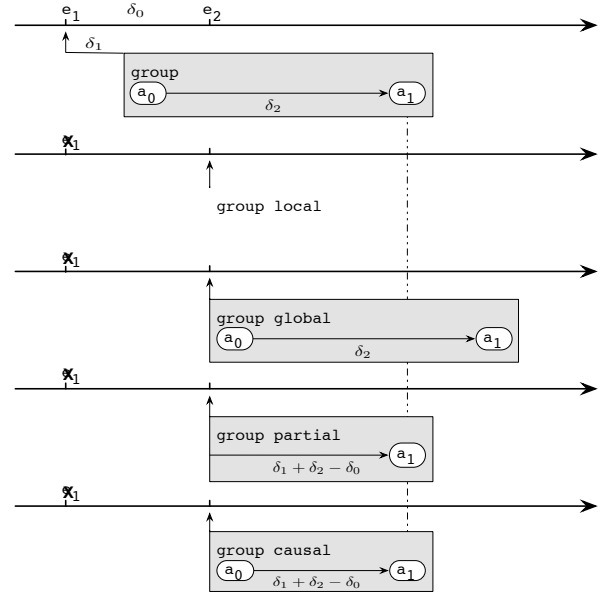 e₁ δ₀ e₂
δ₁
group
a₀ a₁
δ₂
e₁
group local
e₁
group global
a₀ a₁
δ₂
e₁
group partial
a₁
δ₁ + δ₂ − δ₀
e₁
group causal
a₀ a₁
δ₁ + δ₂ − δ₀